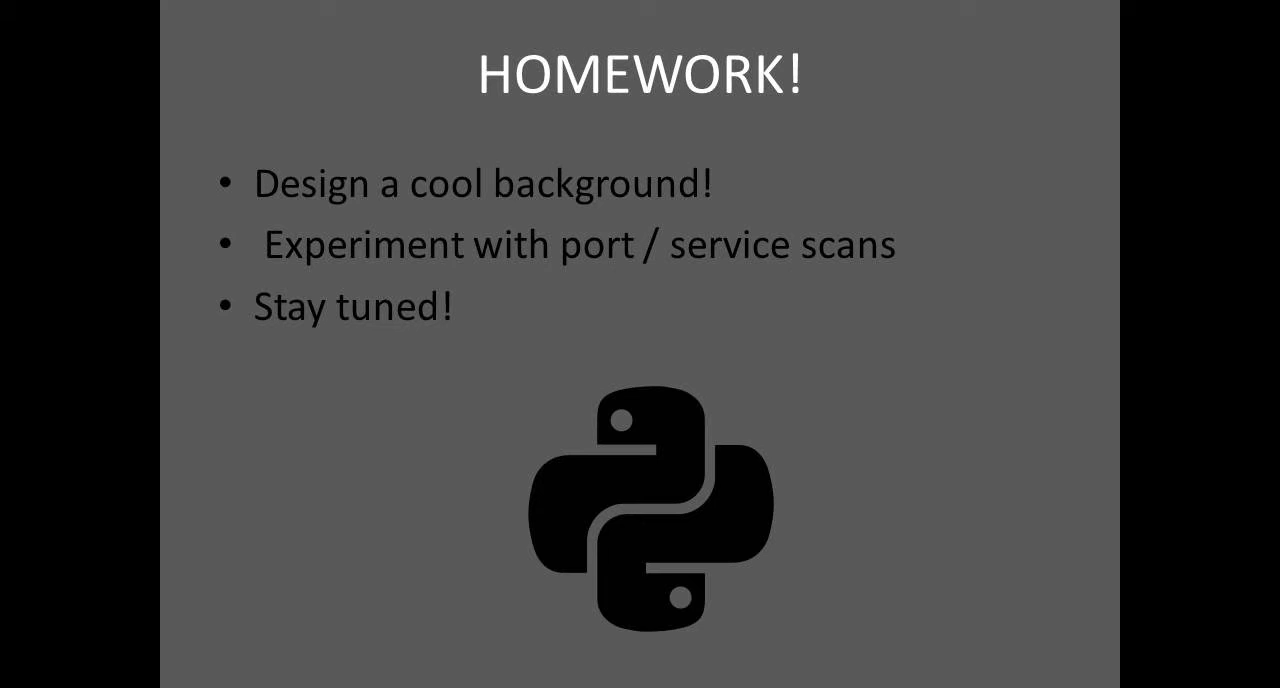 HOMEWORK!
• Design a cool background!
• Experiment with port / service scans
• Stay tuned!